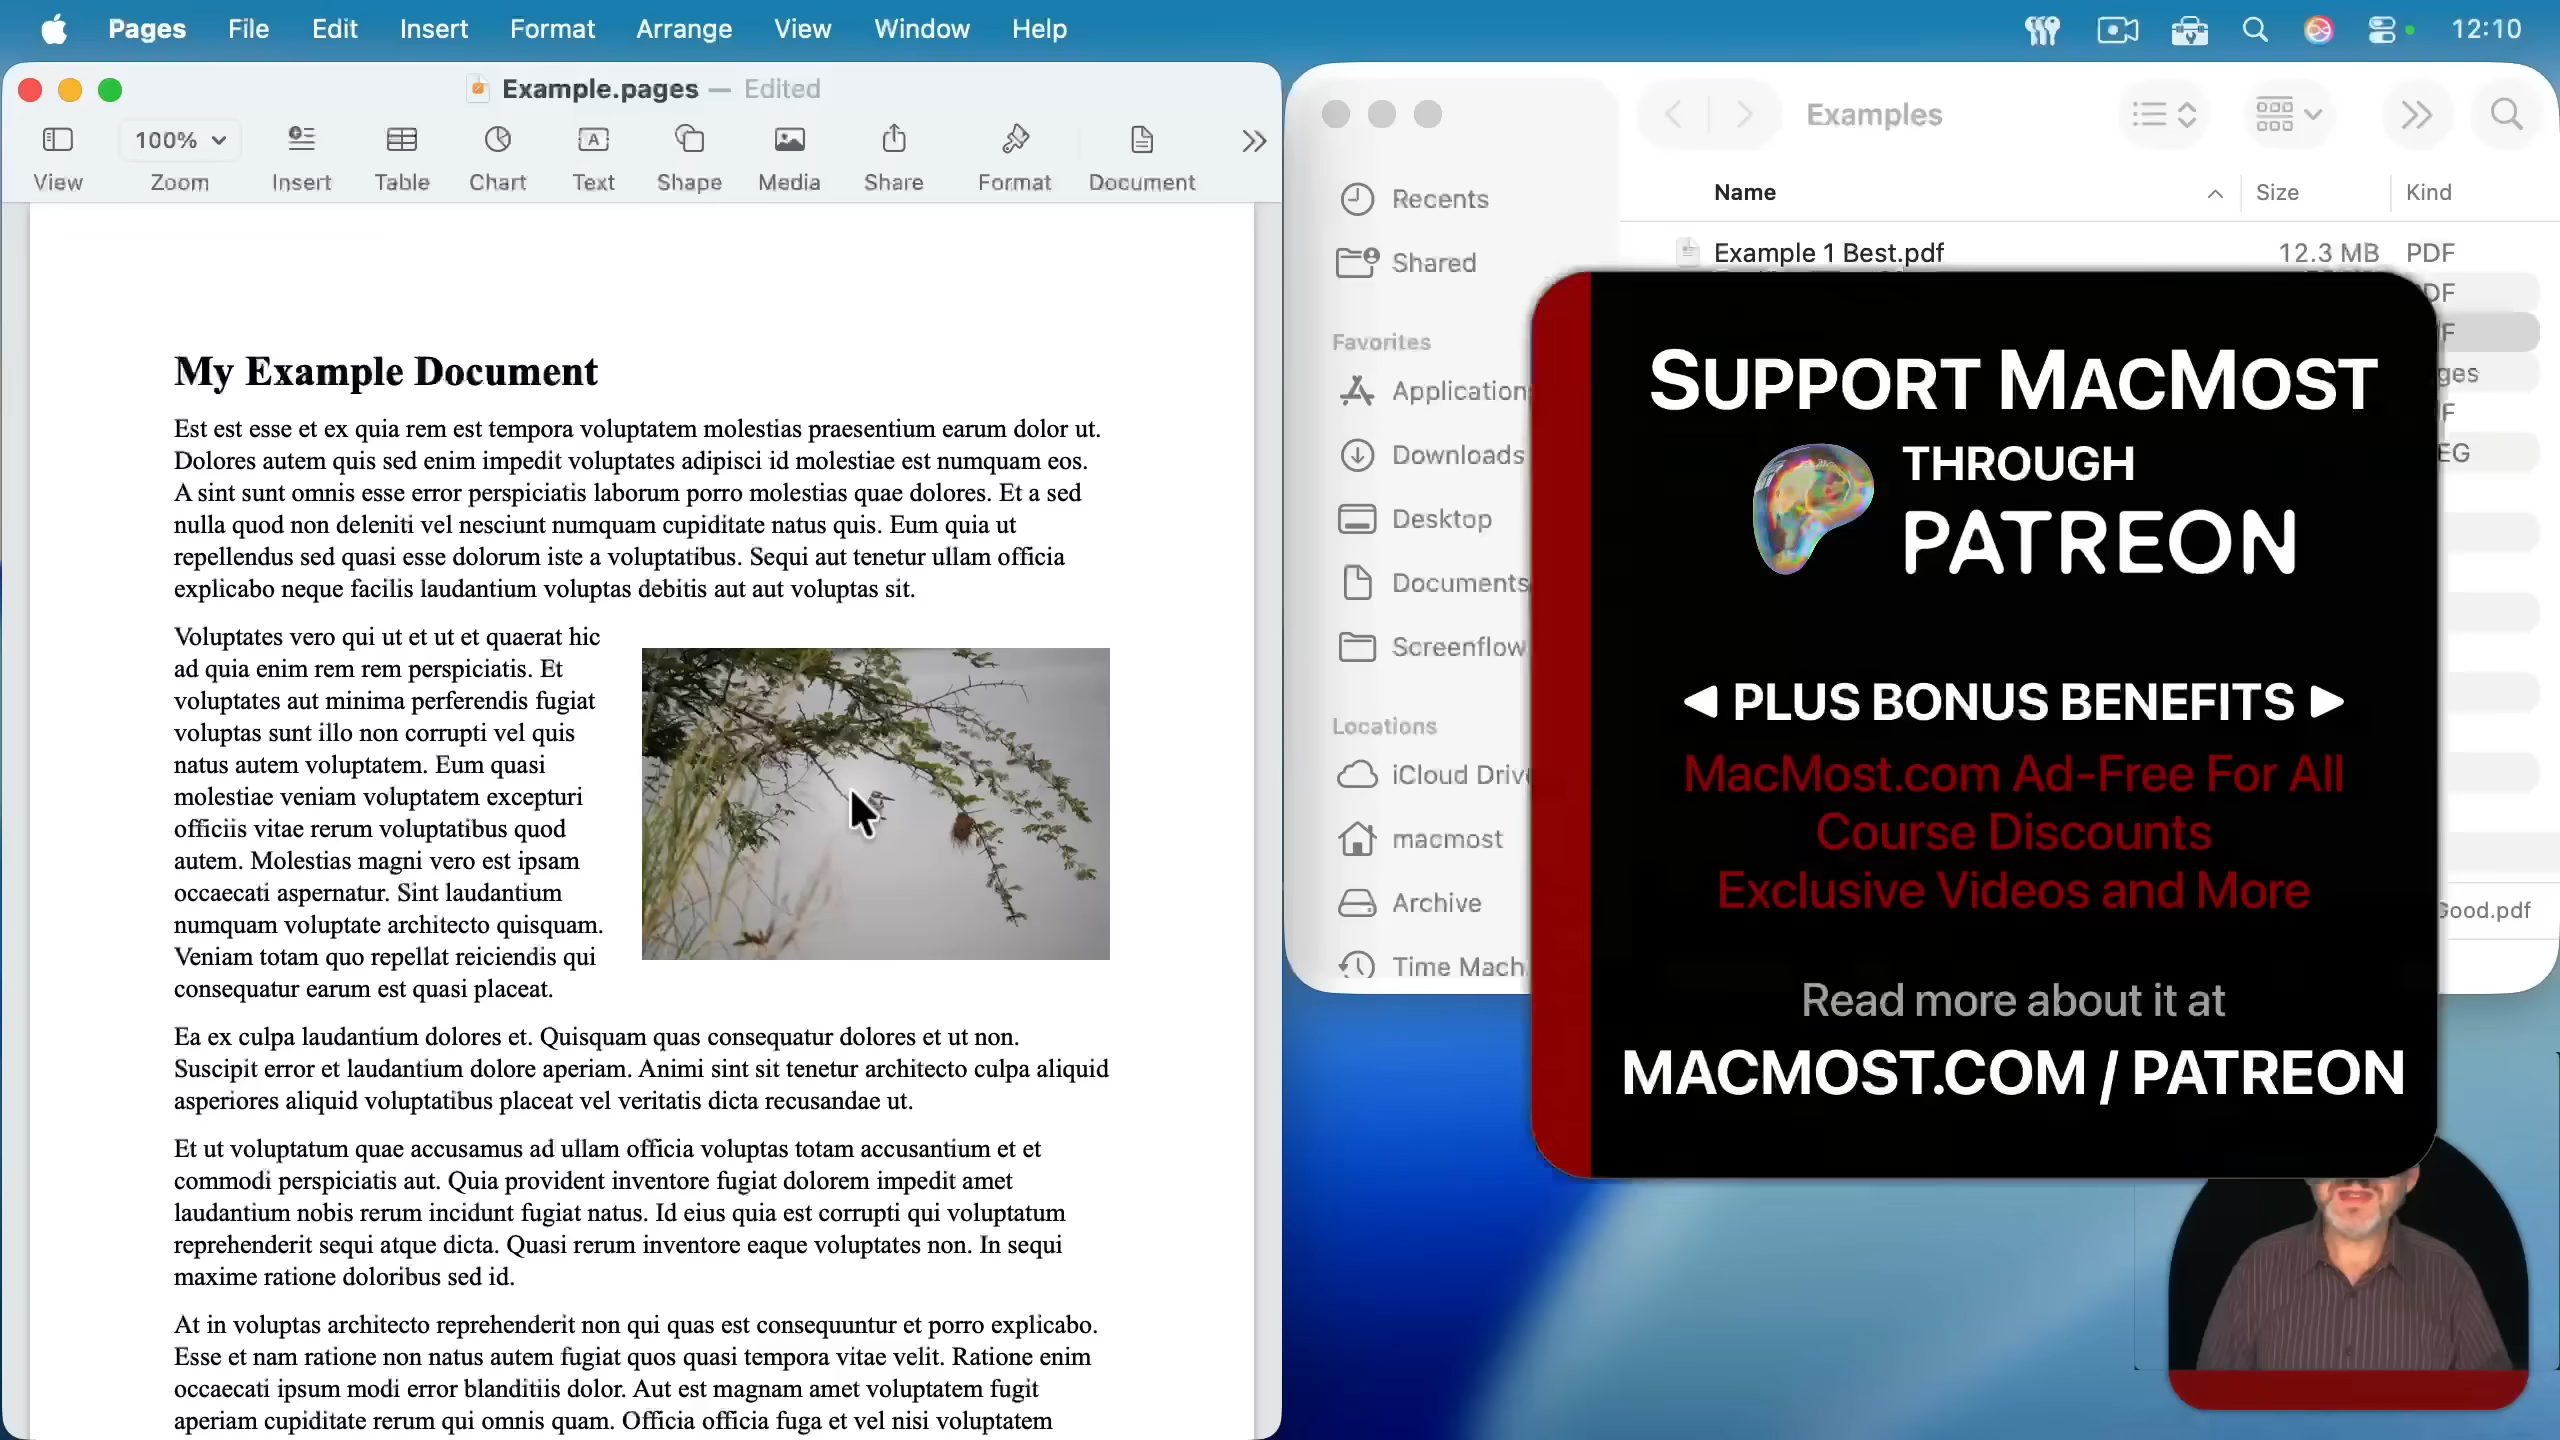 Pages File Edit Insert Format Arrange View Window Help 12:10
Example.pages — Edited
100%
View Zoom Insert Table Chart Text Shape Media Share Format Document
My Example Document
Est est esse et ex quia rem est tempora voluptatem molestias praesentium earum dolor ut.
Dolores autem quis sed enim impedit voluptates adipisci id molestiae est numquam eos.
A sint sunt omnis esse error perspiciatis laborum porro molestias quae dolores. Et a sed
nulla quod non deleniti vel nesciunt numquam cupiditate natus quis. Eum quia ut
repellendus sed quasi esse dolorum iste a voluptatibus. Sequi aut tenetur ullam officia
explicabo neque facilis laudantium voluptas debitis aut aut voluptas sit.
Voluptates vero qui ut et ut et quaerat hic
ad quia enim rem rem perspiciatis. Et
voluptates aut minima perferendis fugiat
voluptas sunt illo non corrupti vel quis
natus autem voluptatem. Eum quasi
molestiae veniam voluptatem excepturi
officiis vitae rerum voluptatibus quod
autem. Molestias magni vero est ipsam
occaecati aspernatur. Sint laudantium
numquam voluptate architecto quisquam.
Veniam totam quo repellat reiciendis qui
consequatur earum est quasi placeat.
Ea ex culpa laudantium dolores et. Quisquam quas consequatur dolores et ut non.
Suscipit error et laudantium dolore aperiam. Animi sint sit tenetur architecto culpa aliquid
asperiores aliquid voluptatibus placeat vel veritatis dicta recusandae ut.
Et ut voluptatum quae accusamus ad ullam officia voluptas totam accusantium et et
commodi perspiciatis aut. Quia provident inventore fugiat dolorem impedit amet
laudantium nobis rerum incidunt fugiat natus. Id eius quia est corrupti qui voluptatum
reprehenderit sequi atque dicta. Quasi rerum inventore eaque voluptates non. In sequi
maxime ratione doloribus sed id.
At in voluptas architecto reprehenderit non qui quas est consequuntur et porro explicabo.
Esse et nam ratione non natus autem fugiat quos quasi tempora vitae velit. Ratione enim
occaecati ipsum modi error blanditiis dolor. Aut est magnam amet voluptatem fugit
aperiam cupiditate rerum qui omnis quam. Officia officia fuga et vel nisi voluptatem
Examples
Recents
Shared
Favorites
Application
Downloads
Desktop
Documents
Screenflow
Locations
iCloud Driv
macmost
Archive
Time Mach
Name Size Kind
Example 1 Best.pdf 12.3 MB PDF
DF
F
ges
F
EG
Good.pdf
SUPPORT MACMOST
THROUGH
PATREON
◀ PLUS BONUS BENEFITS ▶
MacMost.com Ad-Free For All
Course Discounts
Exclusive Videos and More
Read more about it at
MACMOST.COM / PATREON